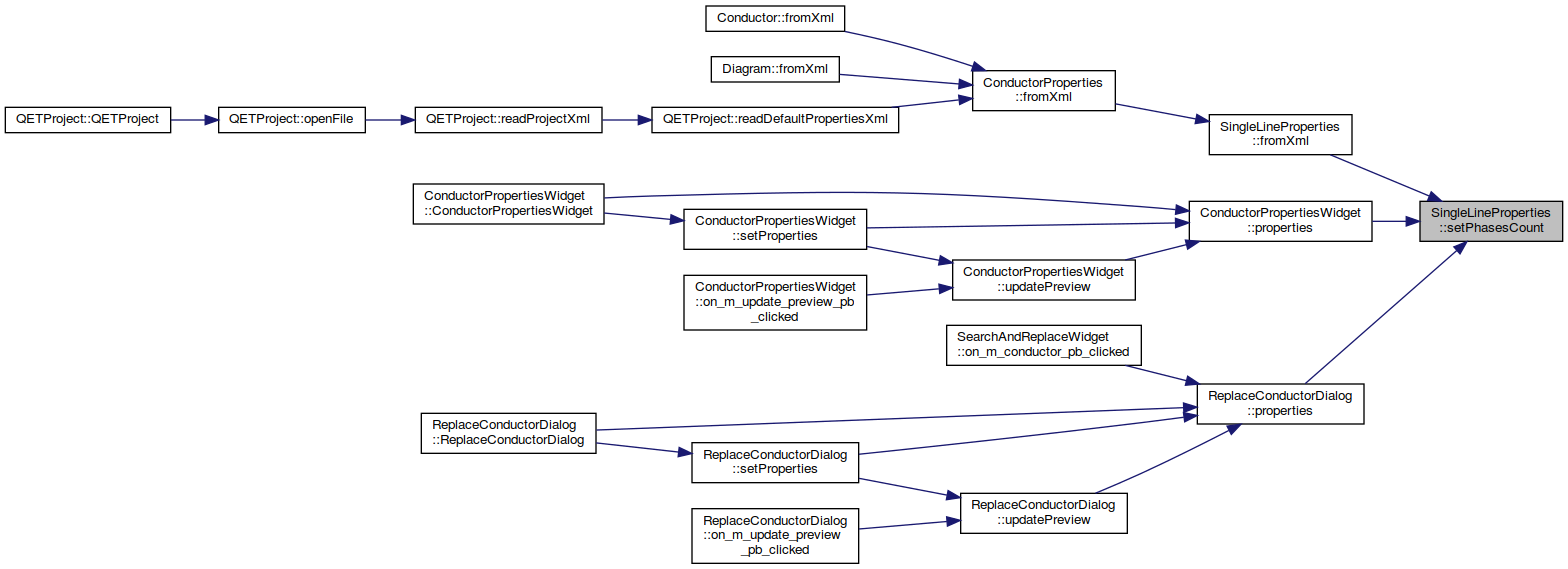 Conductor::fromXml
Diagram::fromXml
ConductorProperties
::fromXml
QETProject::QETProject
QETProject::openFile
QETProject::readProjectXml
QETProject::readDefaultPropertiesXml
SingleLineProperties
::fromXml
ConductorPropertiesWidget
::ConductorPropertiesWidget
ConductorPropertiesWidget
::setProperties
ConductorPropertiesWidget
::properties
SingleLineProperties
::setPhasesCount
ConductorPropertiesWidget
::updatePreview
ConductorPropertiesWidget
::on_m_update_preview_pb
_clicked
SearchAndReplaceWidget
::on_m_conductor_pb_clicked
ReplaceConductorDialog
::properties
ReplaceConductorDialog
::ReplaceConductorDialog
ReplaceConductorDialog
::setProperties
ReplaceConductorDialog
::updatePreview
ReplaceConductorDialog
::on_m_update_preview
_pb_clicked